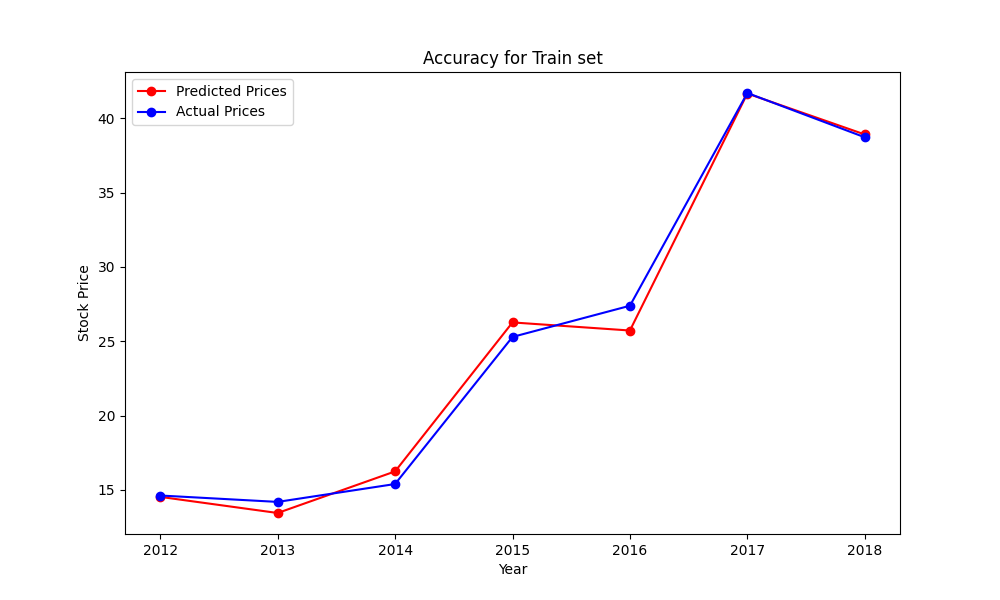 Accuracy for Train set
Predicted Prices
Actual Prices
40
35
30
25
20
15
Stock Price
2012 2013 2014 2015 2016 2017 2018
Year